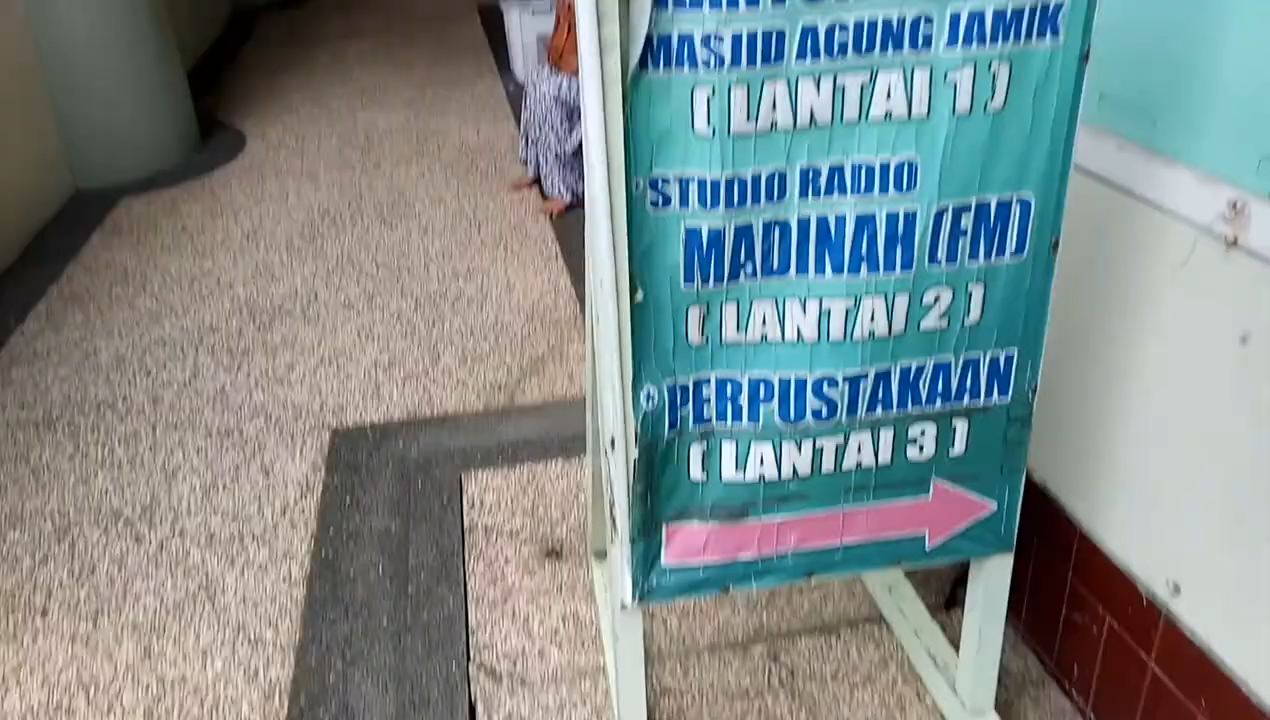 MASJID AGUNG JAMIK
( LANTAI 1 )
STUDIO RADIO
MADINAH (FM)
( LANTAI 2 )
PERPUSTAKAAN
( LANTAI 3 )